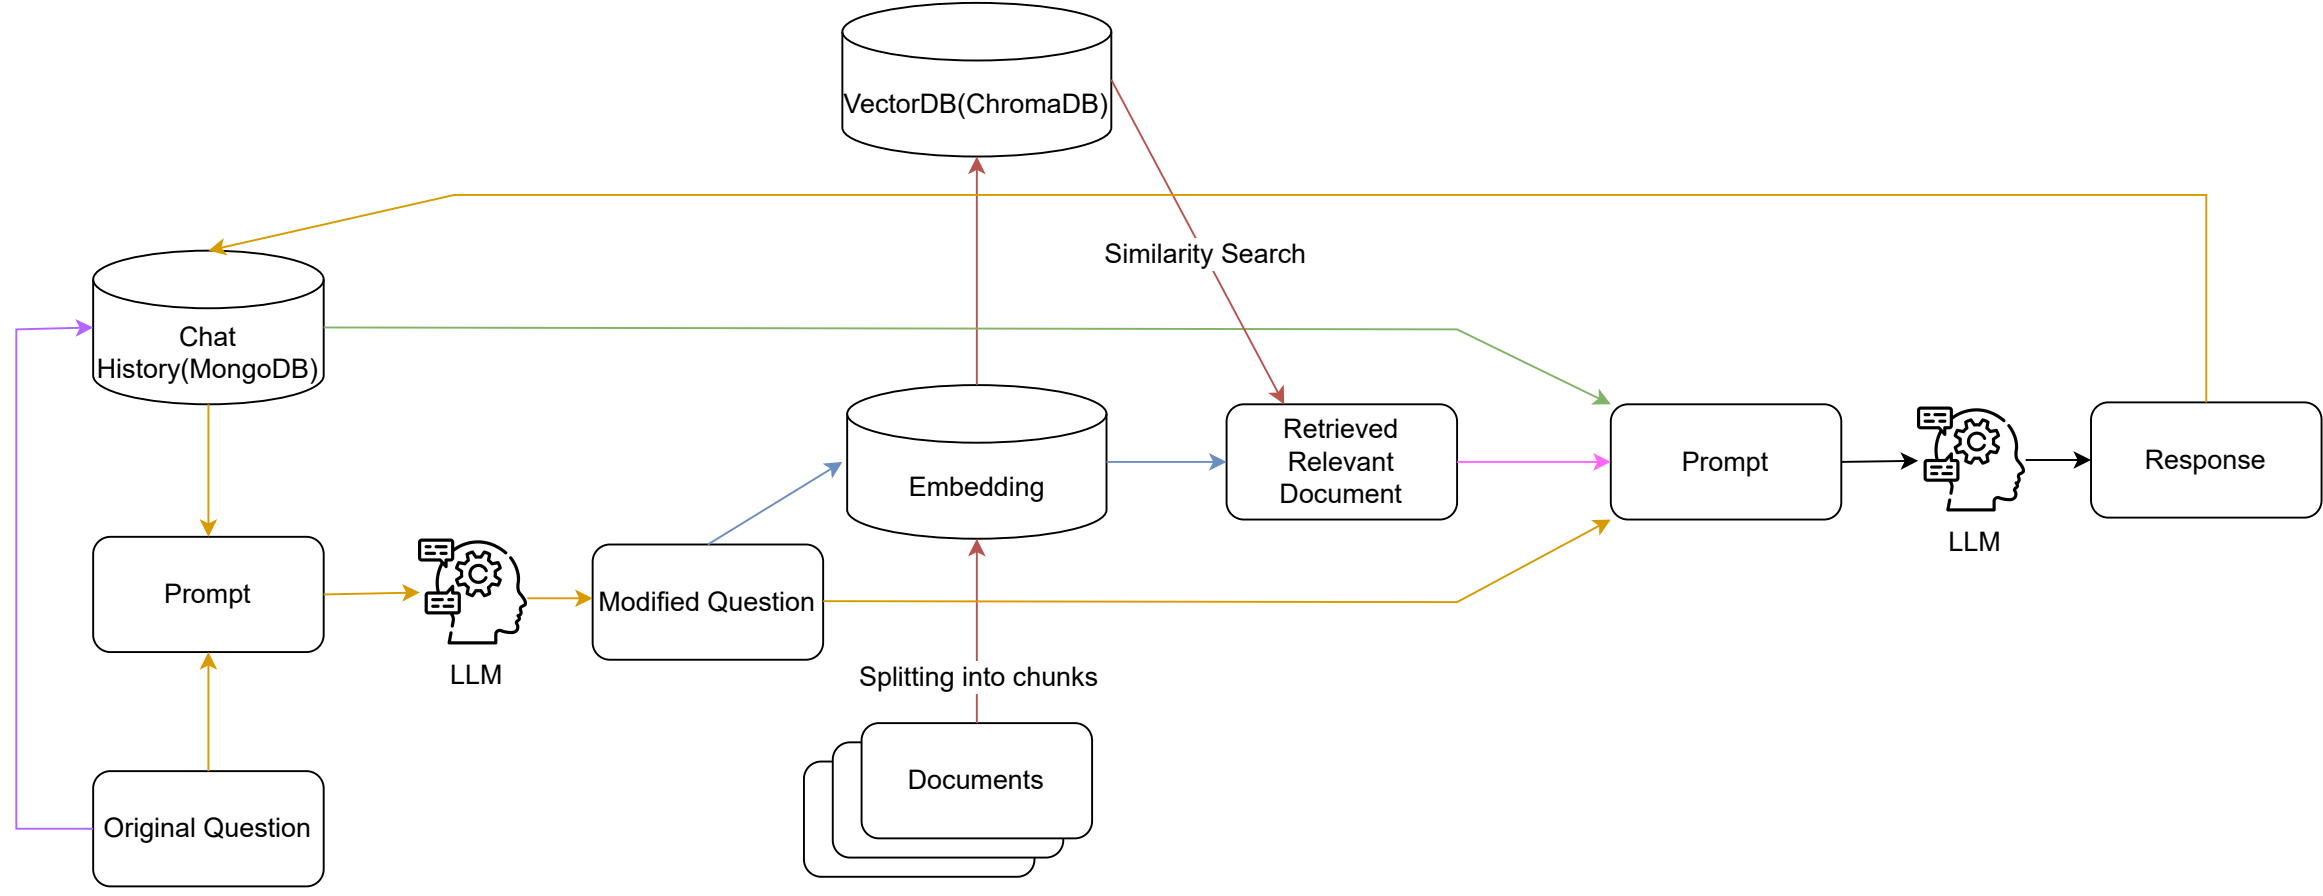 VectorDB(ChromaDB)
Similarity Search
Chat
History(MongoDB)
Embedding
Retrieved
Relevant
Document
Prompt
LLM
Response
Prompt
LLM
Modified Question
Splitting into chunks
Documents
Original Question